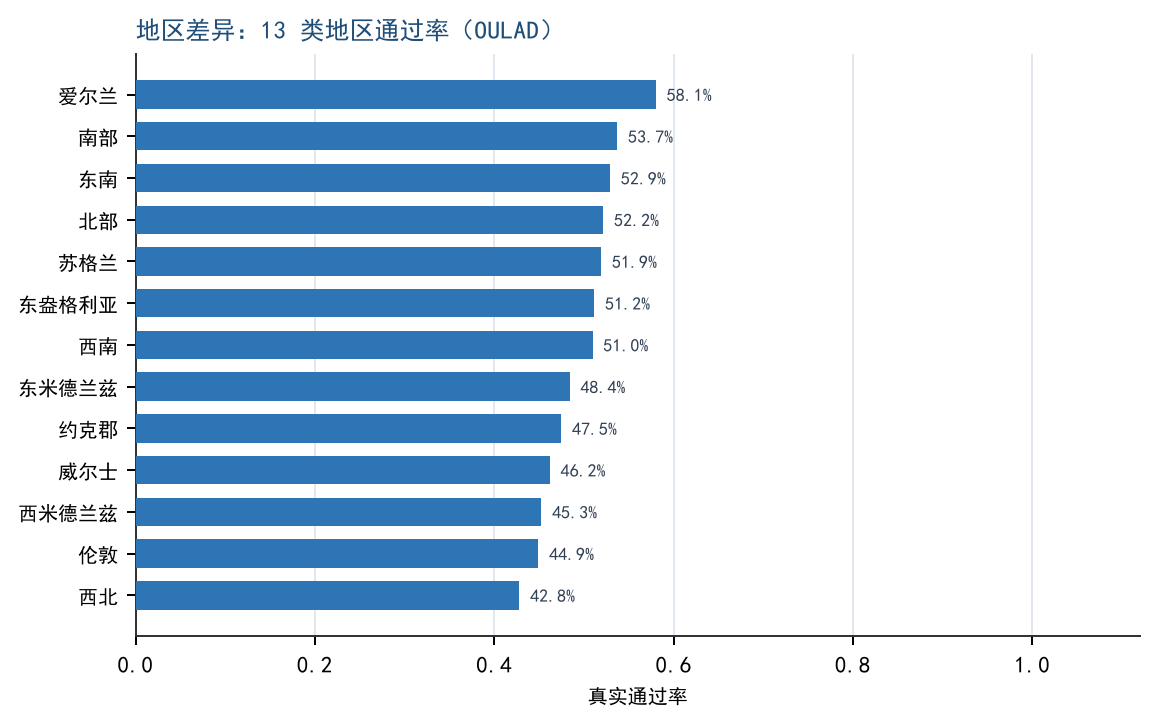 地区差异：13 类地区通过率（OULAD）
爱尔兰 58.1%
南部 53.7%
东南 52.9%
北部 52.2%
苏格兰 51.9%
东盎格利亚 51.2%
西南 51.0%
东米德兰兹 48.4%
约克郡 47.5%
威尔士 46.2%
西米德兰兹 45.3%
伦敦 44.9%
西北 42.8%
0.0 0.2 0.4 0.6 0.8 1.0
真实通过率